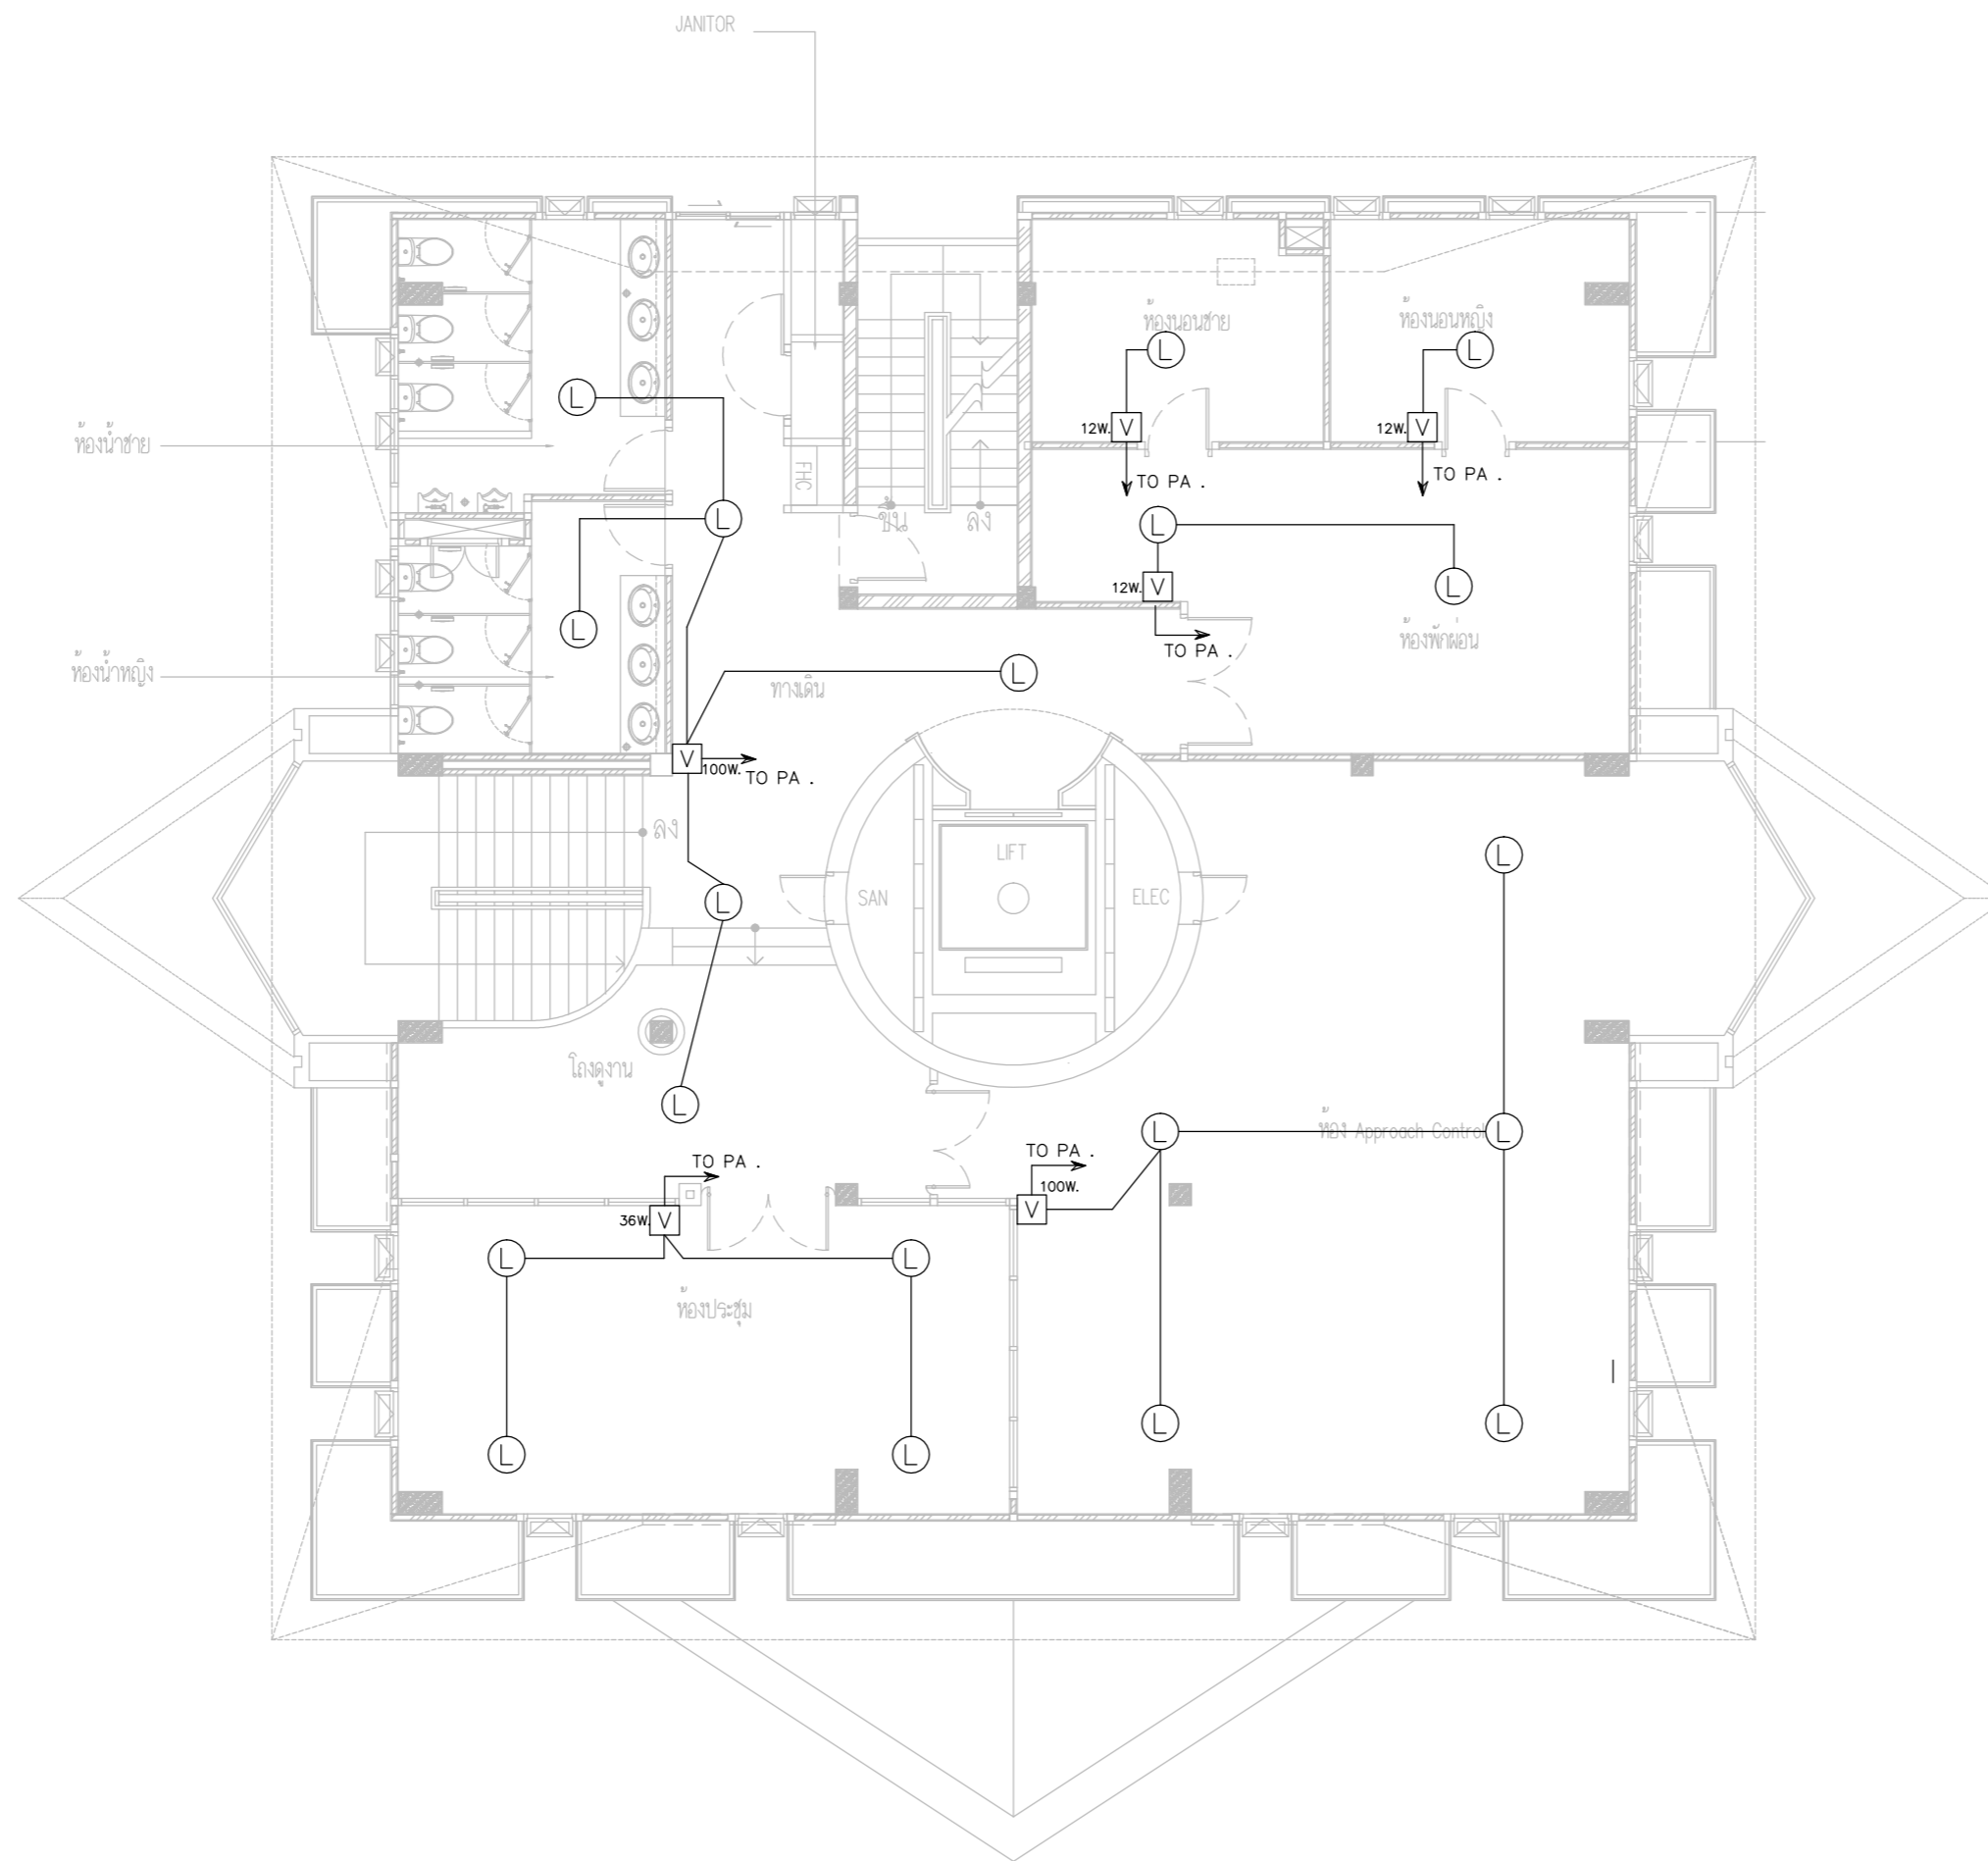 JANITOR
ห้องนอนชาย
ห้องนอนหญิง
L
L
L
12W.
V
12W.
V
ห้องน้ำชาย
FHC
TO PA .
TO PA .
L
ขึ้น
ลง
L
L
12W.
V
L
L
ห้องพักผ่อน
TO PA .
ห้องน้ำหญิง
ทางเดิน
L
V
100W.
TO PA .
ลง
LIFT
L
SAN
ELEC
L
โถงดูงาน
L
L
ห้อง Approach Control
L
TO PA .
TO PA .
100W.
V
36W.
V
L
L
ห้องประชุม
L
L
L
L